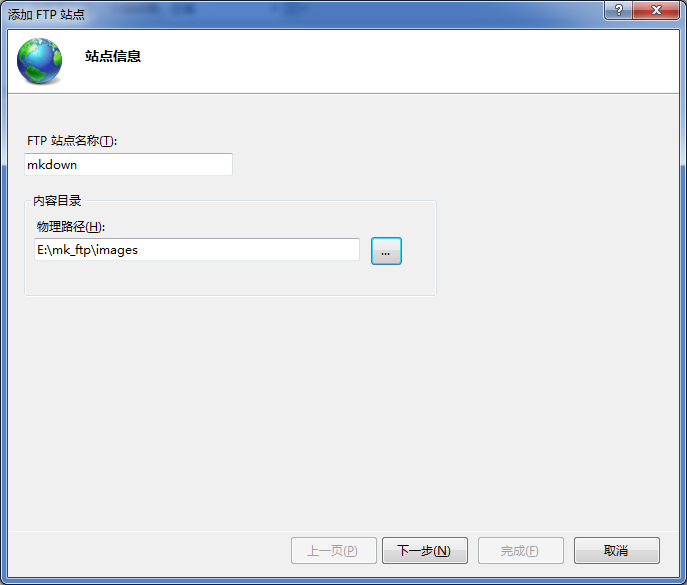 添加 FTP 站点
?
站点信息
FTP 站点名称(T):
mkdown
内容目录
物理路径(H):
E:\mk_ftp\images
...
上一页(P)
下一步(N)
完成(F)
取消